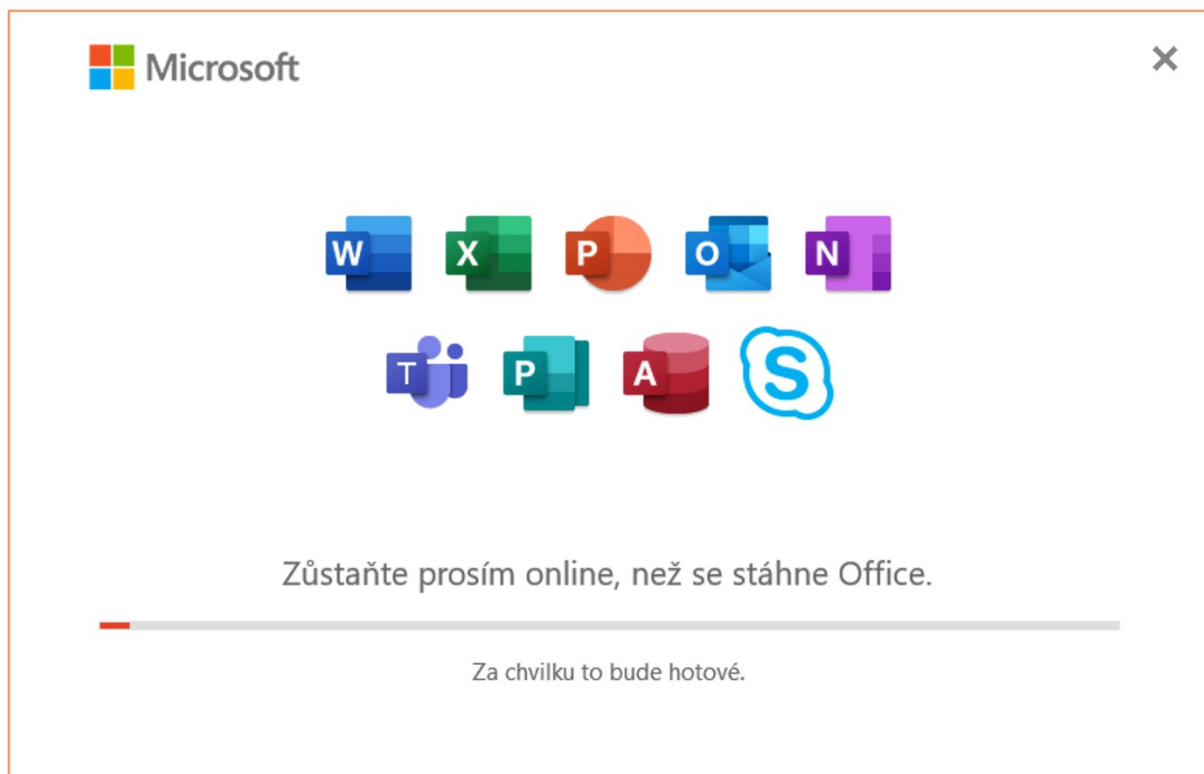 Microsoft
W X P O N
T P A S
Zůstaňte prosím online, než se stáhne Office.
Za chvilku to bude hotové.